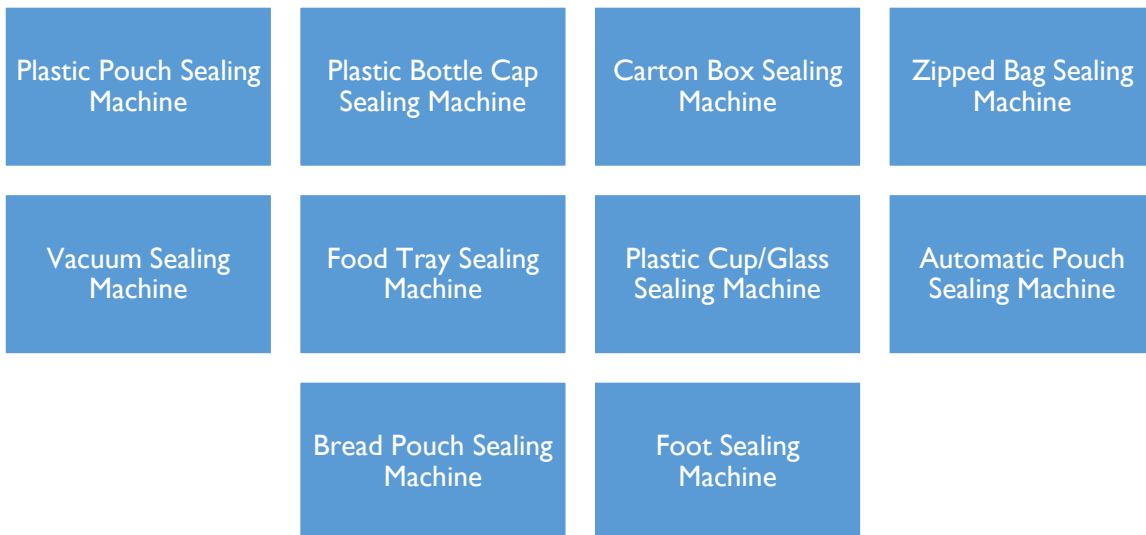 Plastic Pouch Sealing
Machine
Plastic Bottle Cap
Sealing Machine
Carton Box Sealing
Machine
Zipped Bag Sealing
Machine
Vacuum Sealing
Machine
Food Tray Sealing
Machine
Plastic Cup/Glass
Sealing Machine
Automatic Pouch
Sealing Machine
Bread Pouch Sealing
Machine
Foot Sealing
Machine